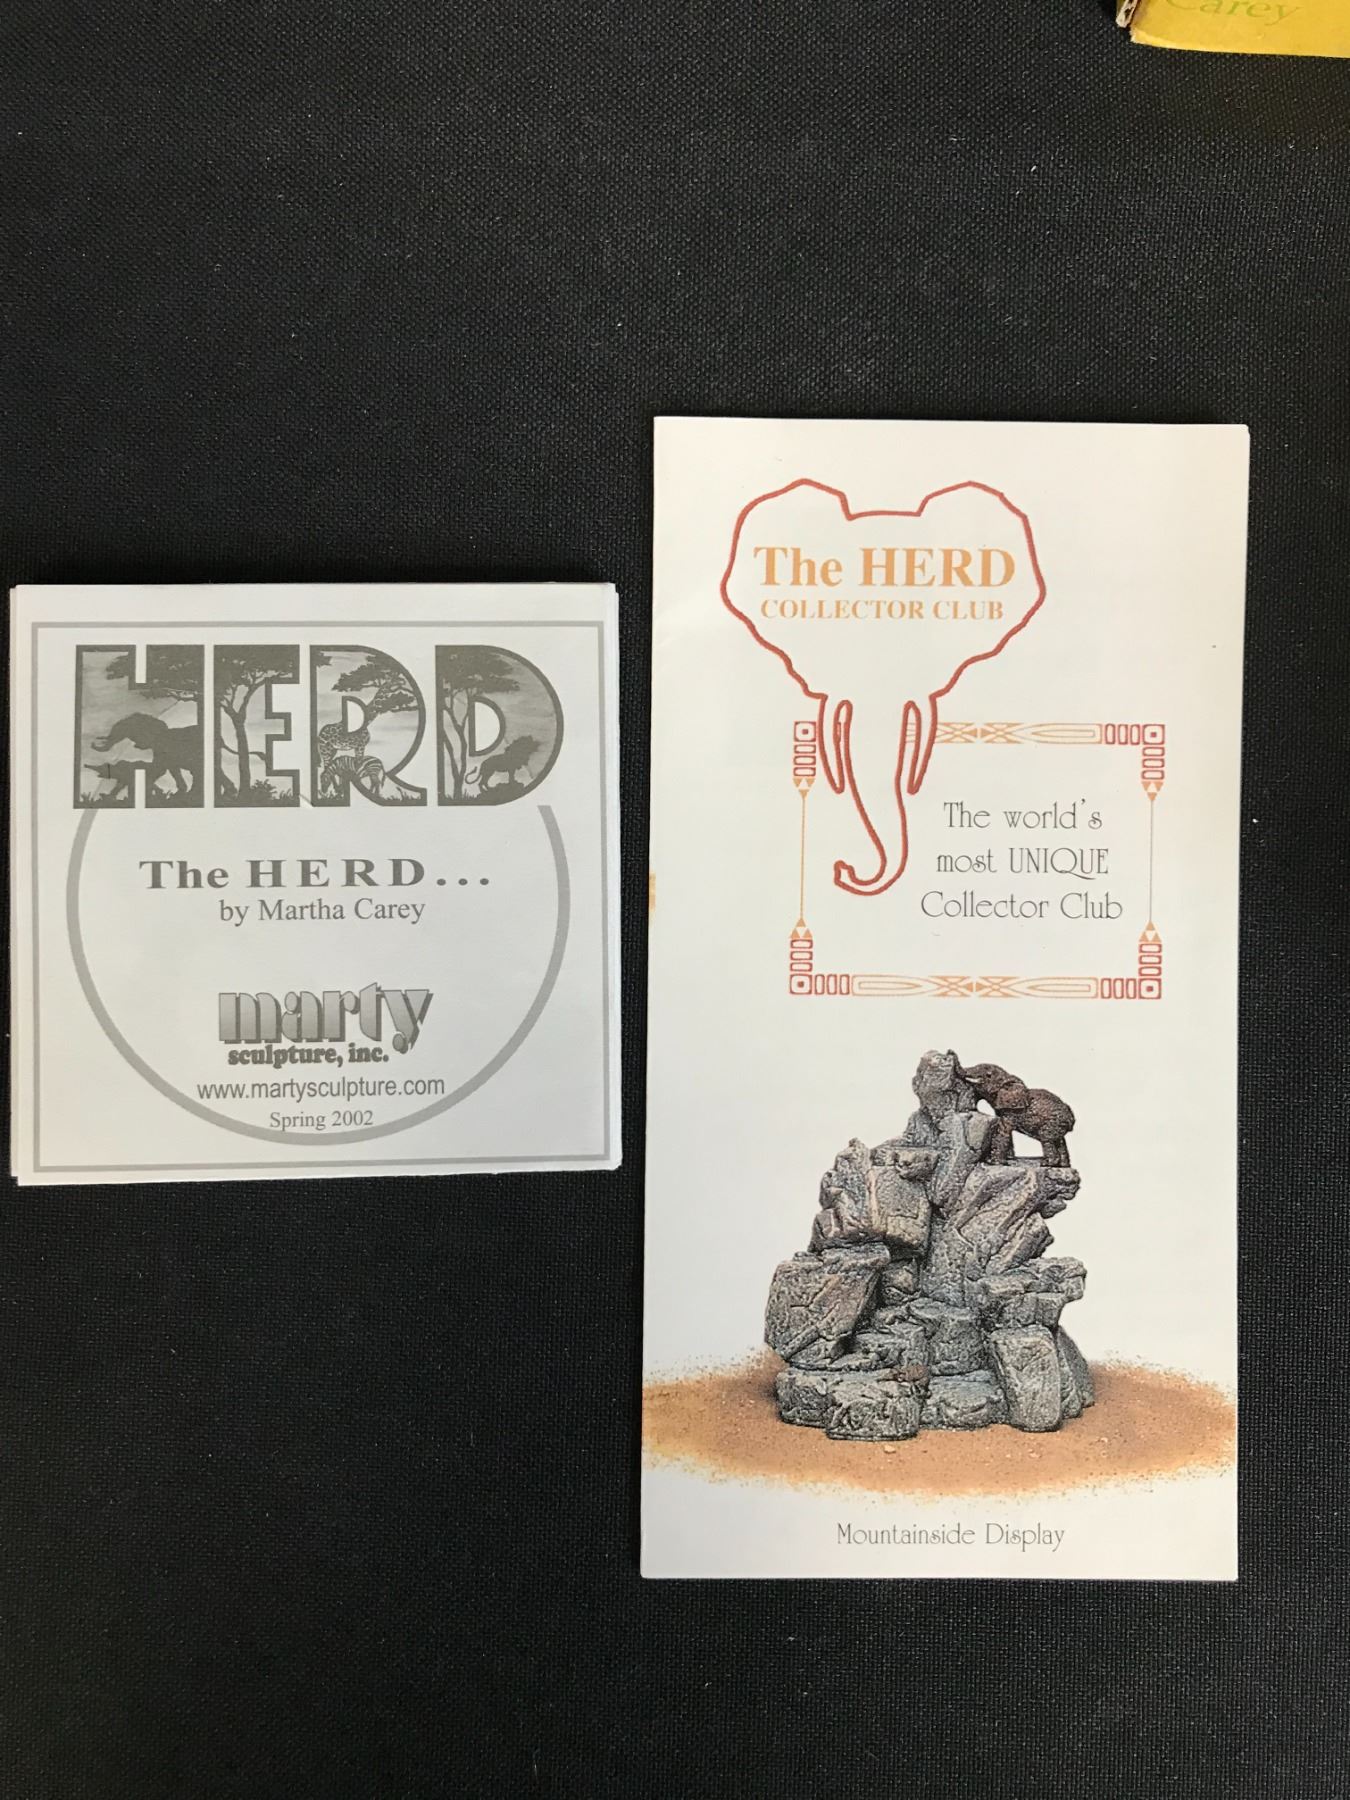 Carey
HERD
The HERD...
by Martha Carey
marty
sculpture, inc.
www.martysculpture.com
Spring 2002
The HERD
COLLECTOR CLUB
The world's
most UNIQUE
Collector Club
Mountainside Display